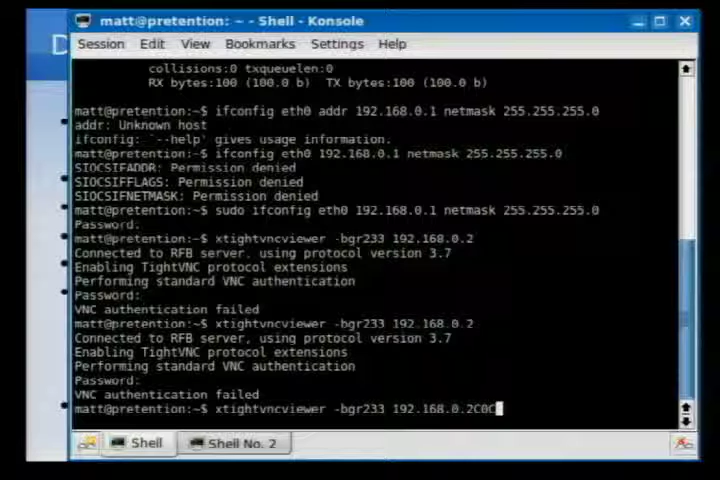 D
matt@pretention: ~ - Shell - Konsole
Session Edit View Bookmarks Settings Help
collisions:0 txqueuelen:0
RX bytes:100 (100.0 b) TX bytes:100 (100.0 b)
matt@pretention:~$ ifconfig eth0 addr 192.168.0.1 netmask 255.255.255.0
addr: Unknown host
ifconfig: `--help' gives usage information.
matt@pretention:~$ ifconfig eth0 192.168.0.1 netmask 255.255.255.0
SIOCSIFADDR: Permission denied
SIOCSIFFLAGS: Permission denied
SIOCSIFNETMASK: Permission denied
matt@pretention:~$ sudo ifconfig eth0 192.168.0.1 netmask 255.255.255.0
Password:
matt@pretention:~$ xtightvncviewer -bgr233 192.168.0.2
Connected to RFB server, using protocol version 3.7
Enabling TightVNC protocol extensions
Performing standard VNC authentication
Password:
VNC authentication failed
matt@pretention:~$ xtightvncviewer -bgr233 192.168.0.2
Connected to RFB server, using protocol version 3.7
Enabling TightVNC protocol extensions
Performing standard VNC authentication
Password:
VNC authentication failed
matt@pretention:~$ xtightvncviewer -bgr233 192.168.0.2COC
Shell Shell No. 2